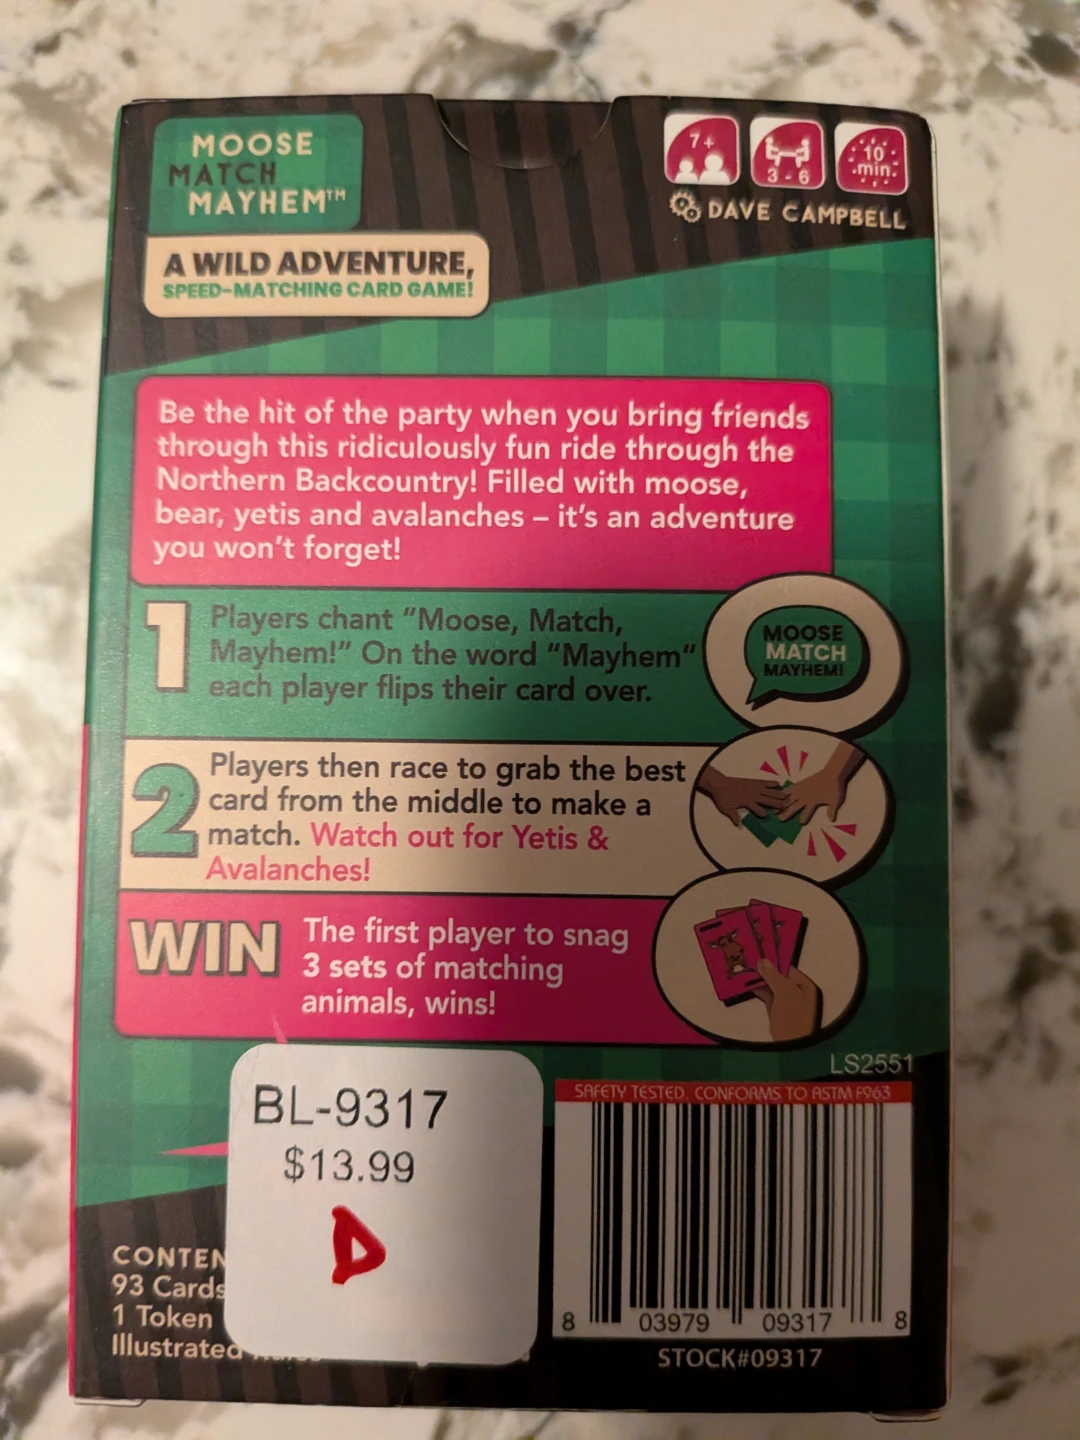 MOOSE
MATCH
MAYHEM™
7+
3 - 6
10
min.
DAVE CAMPBELL
A WILD ADVENTURE,
SPEED-MATCHING CARD GAME!
Be the hit of the party when you bring friends
through this ridiculously fun ride through the
Northern Backcountry! Filled with moose,
bear, yetis and avalanches – it's an adventure
you won't forget!
1
Players chant "Moose, Match,
Mayhem!" On the word "Mayhem"
each player flips their card over.
MOOSE
MATCH
MAYHEM!
2
Players then race to grab the best
card from the middle to make a
match. Watch out for Yetis &
Avalanches!
WIN
The first player to snag
3 sets of matching
animals, wins!
LS2551
SAFETY TESTED. CONFORMS TO ASTM F963
BL-9317
$13.99
D
CONTEN
93 Cards
1 Token
Illustrated
8 03979 09317 8
STOCK#09317